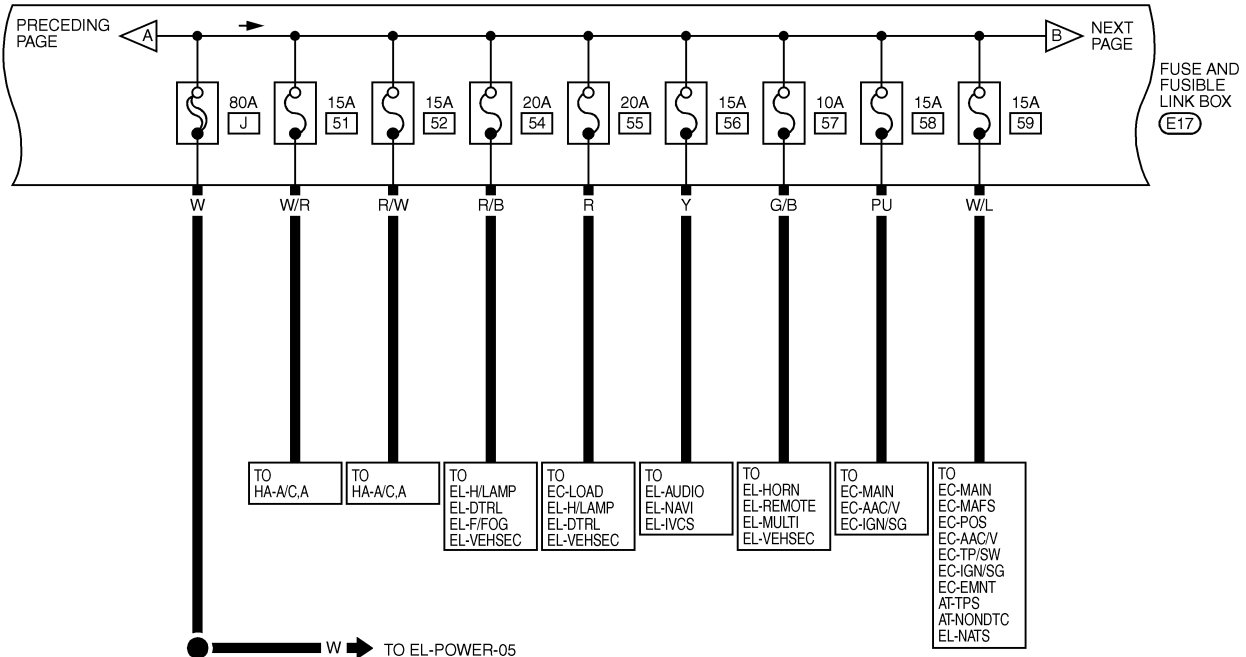 PRECEDING
PAGE
A
B
NEXT
PAGE
FUSE AND
FUSIBLE
LINK BOX
E17
80A
J
15A
51
15A
52
20A
54
20A
55
15A
56
10A
57
15A
58
15A
59
W
W/R
R/W
R/B
R
Y
G/B
PU
W/L
TO
HA-A/C,A
TO
HA-A/C,A
TO
EL-H/LAMP
EL-DTRL
EL-F/FOG
EL-VEHSEC
TO
EC-LOAD
EL-H/LAMP
EL-DTRL
EL-VEHSEC
TO
EL-AUDIO
EL-NAVI
EL-IVCS
TO
EL-HORN
EL-REMOTE
EL-MULTI
EL-VEHSEC
TO
EC-MAIN
EC-AAC/V
EC-IGN/SG
TO
EC-MAIN
EC-MAFS
EC-POS
EC-AAC/V
EC-TP/SW
EC-IGN/SG
EC-EMNT
AT-TPS
AT-NONDTC
EL-NATS
W
TO EL-POWER-05